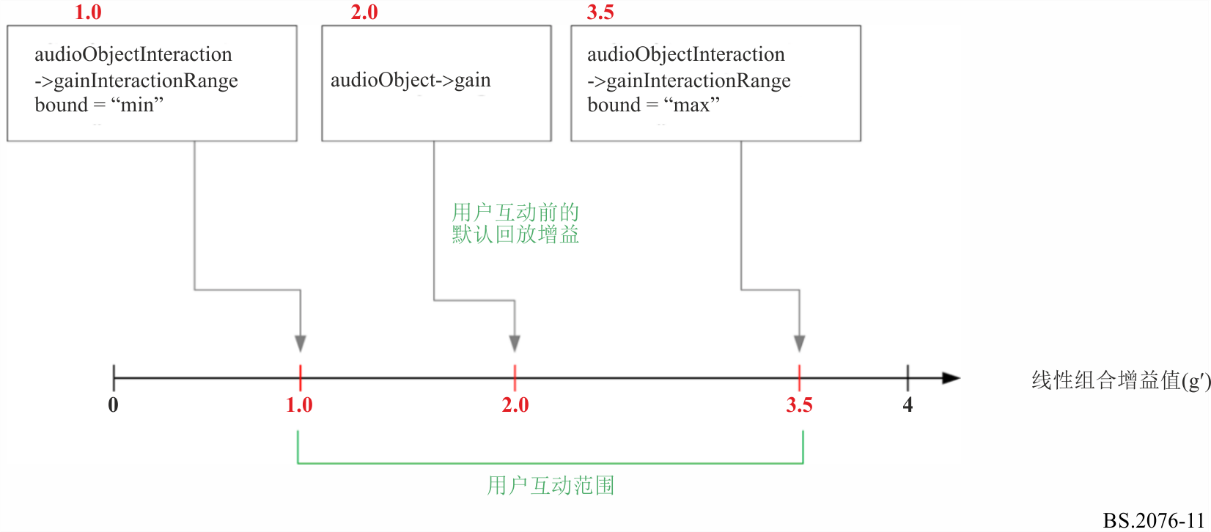 1.0
2.0
3.5
audioObjectInteraction
->gainInteractionRange
bound = “min”
audioObject->gain
audioObjectInteraction
->gainInteractionRange
bound = “max”
用户互动前的
默认回放增益
0
1.0
2.0
3.5
4
线性组合增益值(g′)
用户互动范围
BS.2076-11